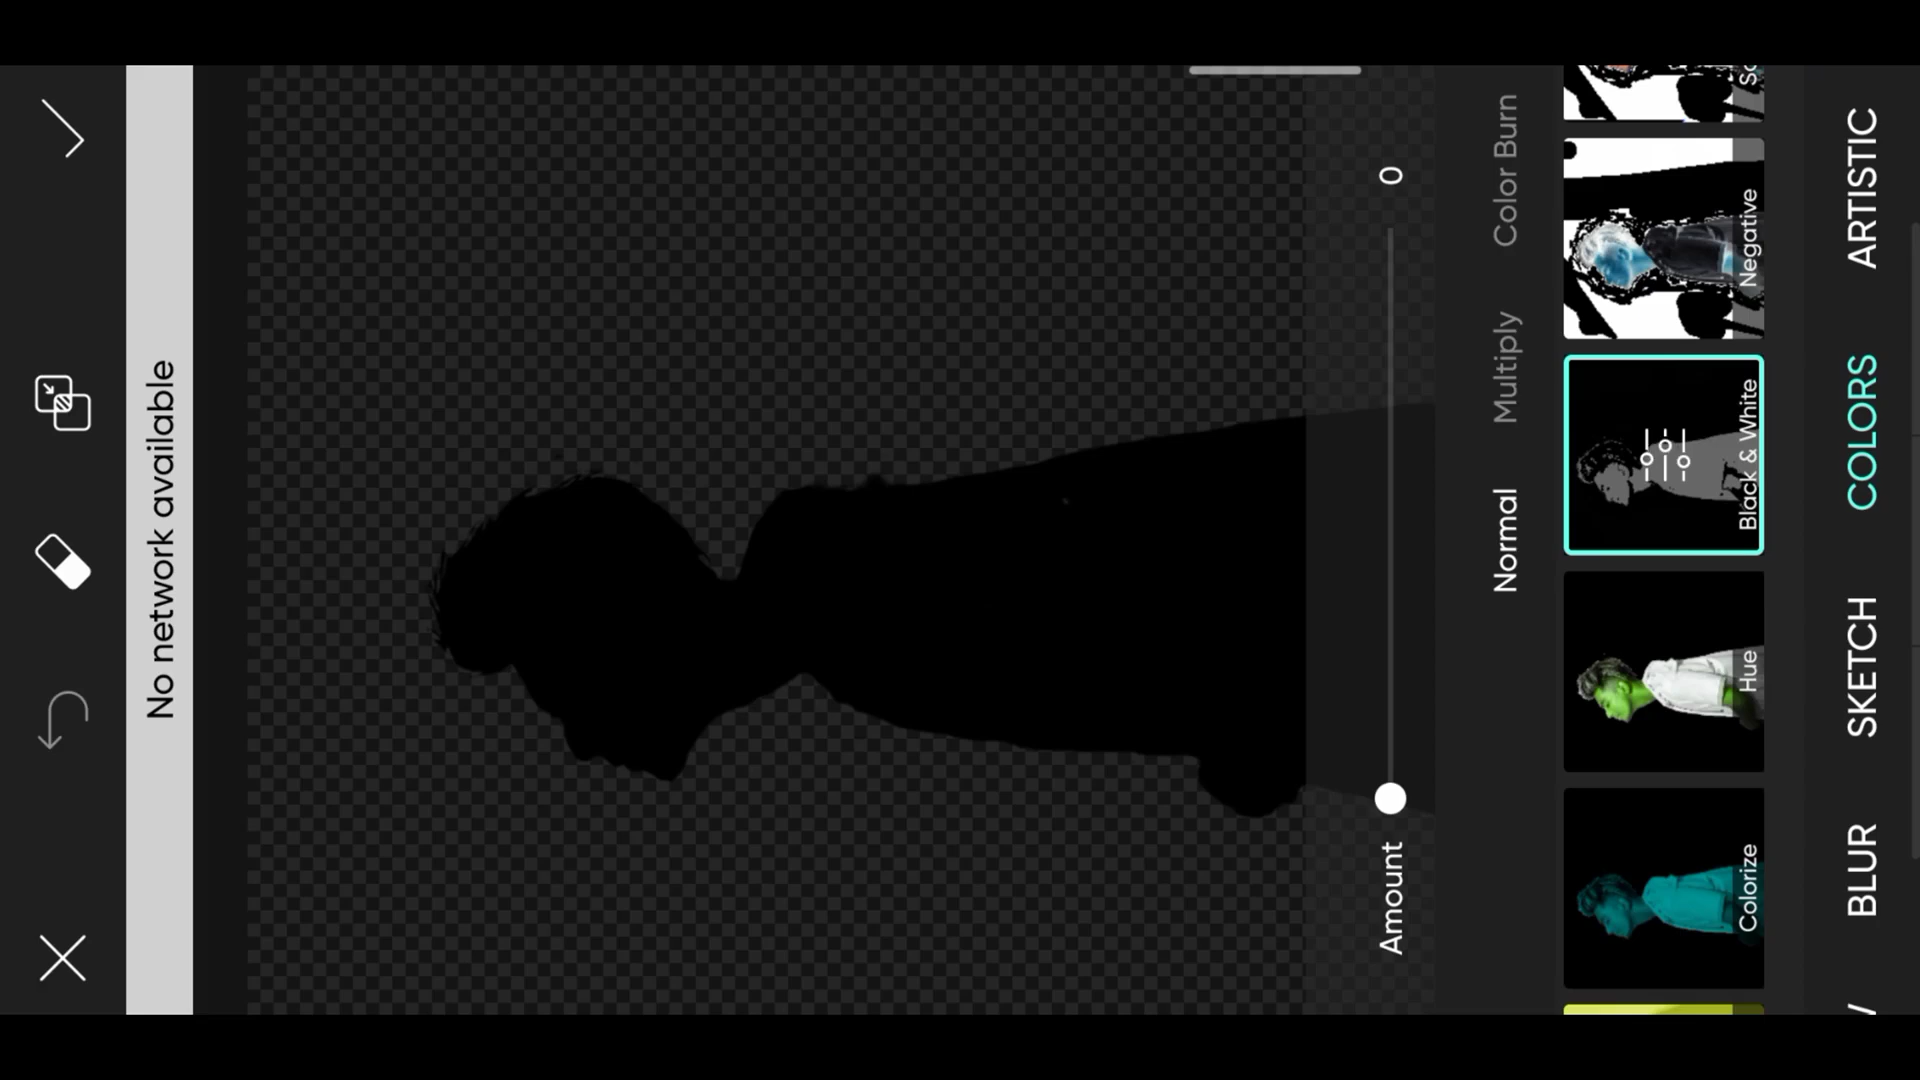 No network available
Amount
0
Normal
Multiply
Color Burn
Colorize
Hue
Black & White
Negative
BLUR
SKETCH
COLORS
ARTISTIC